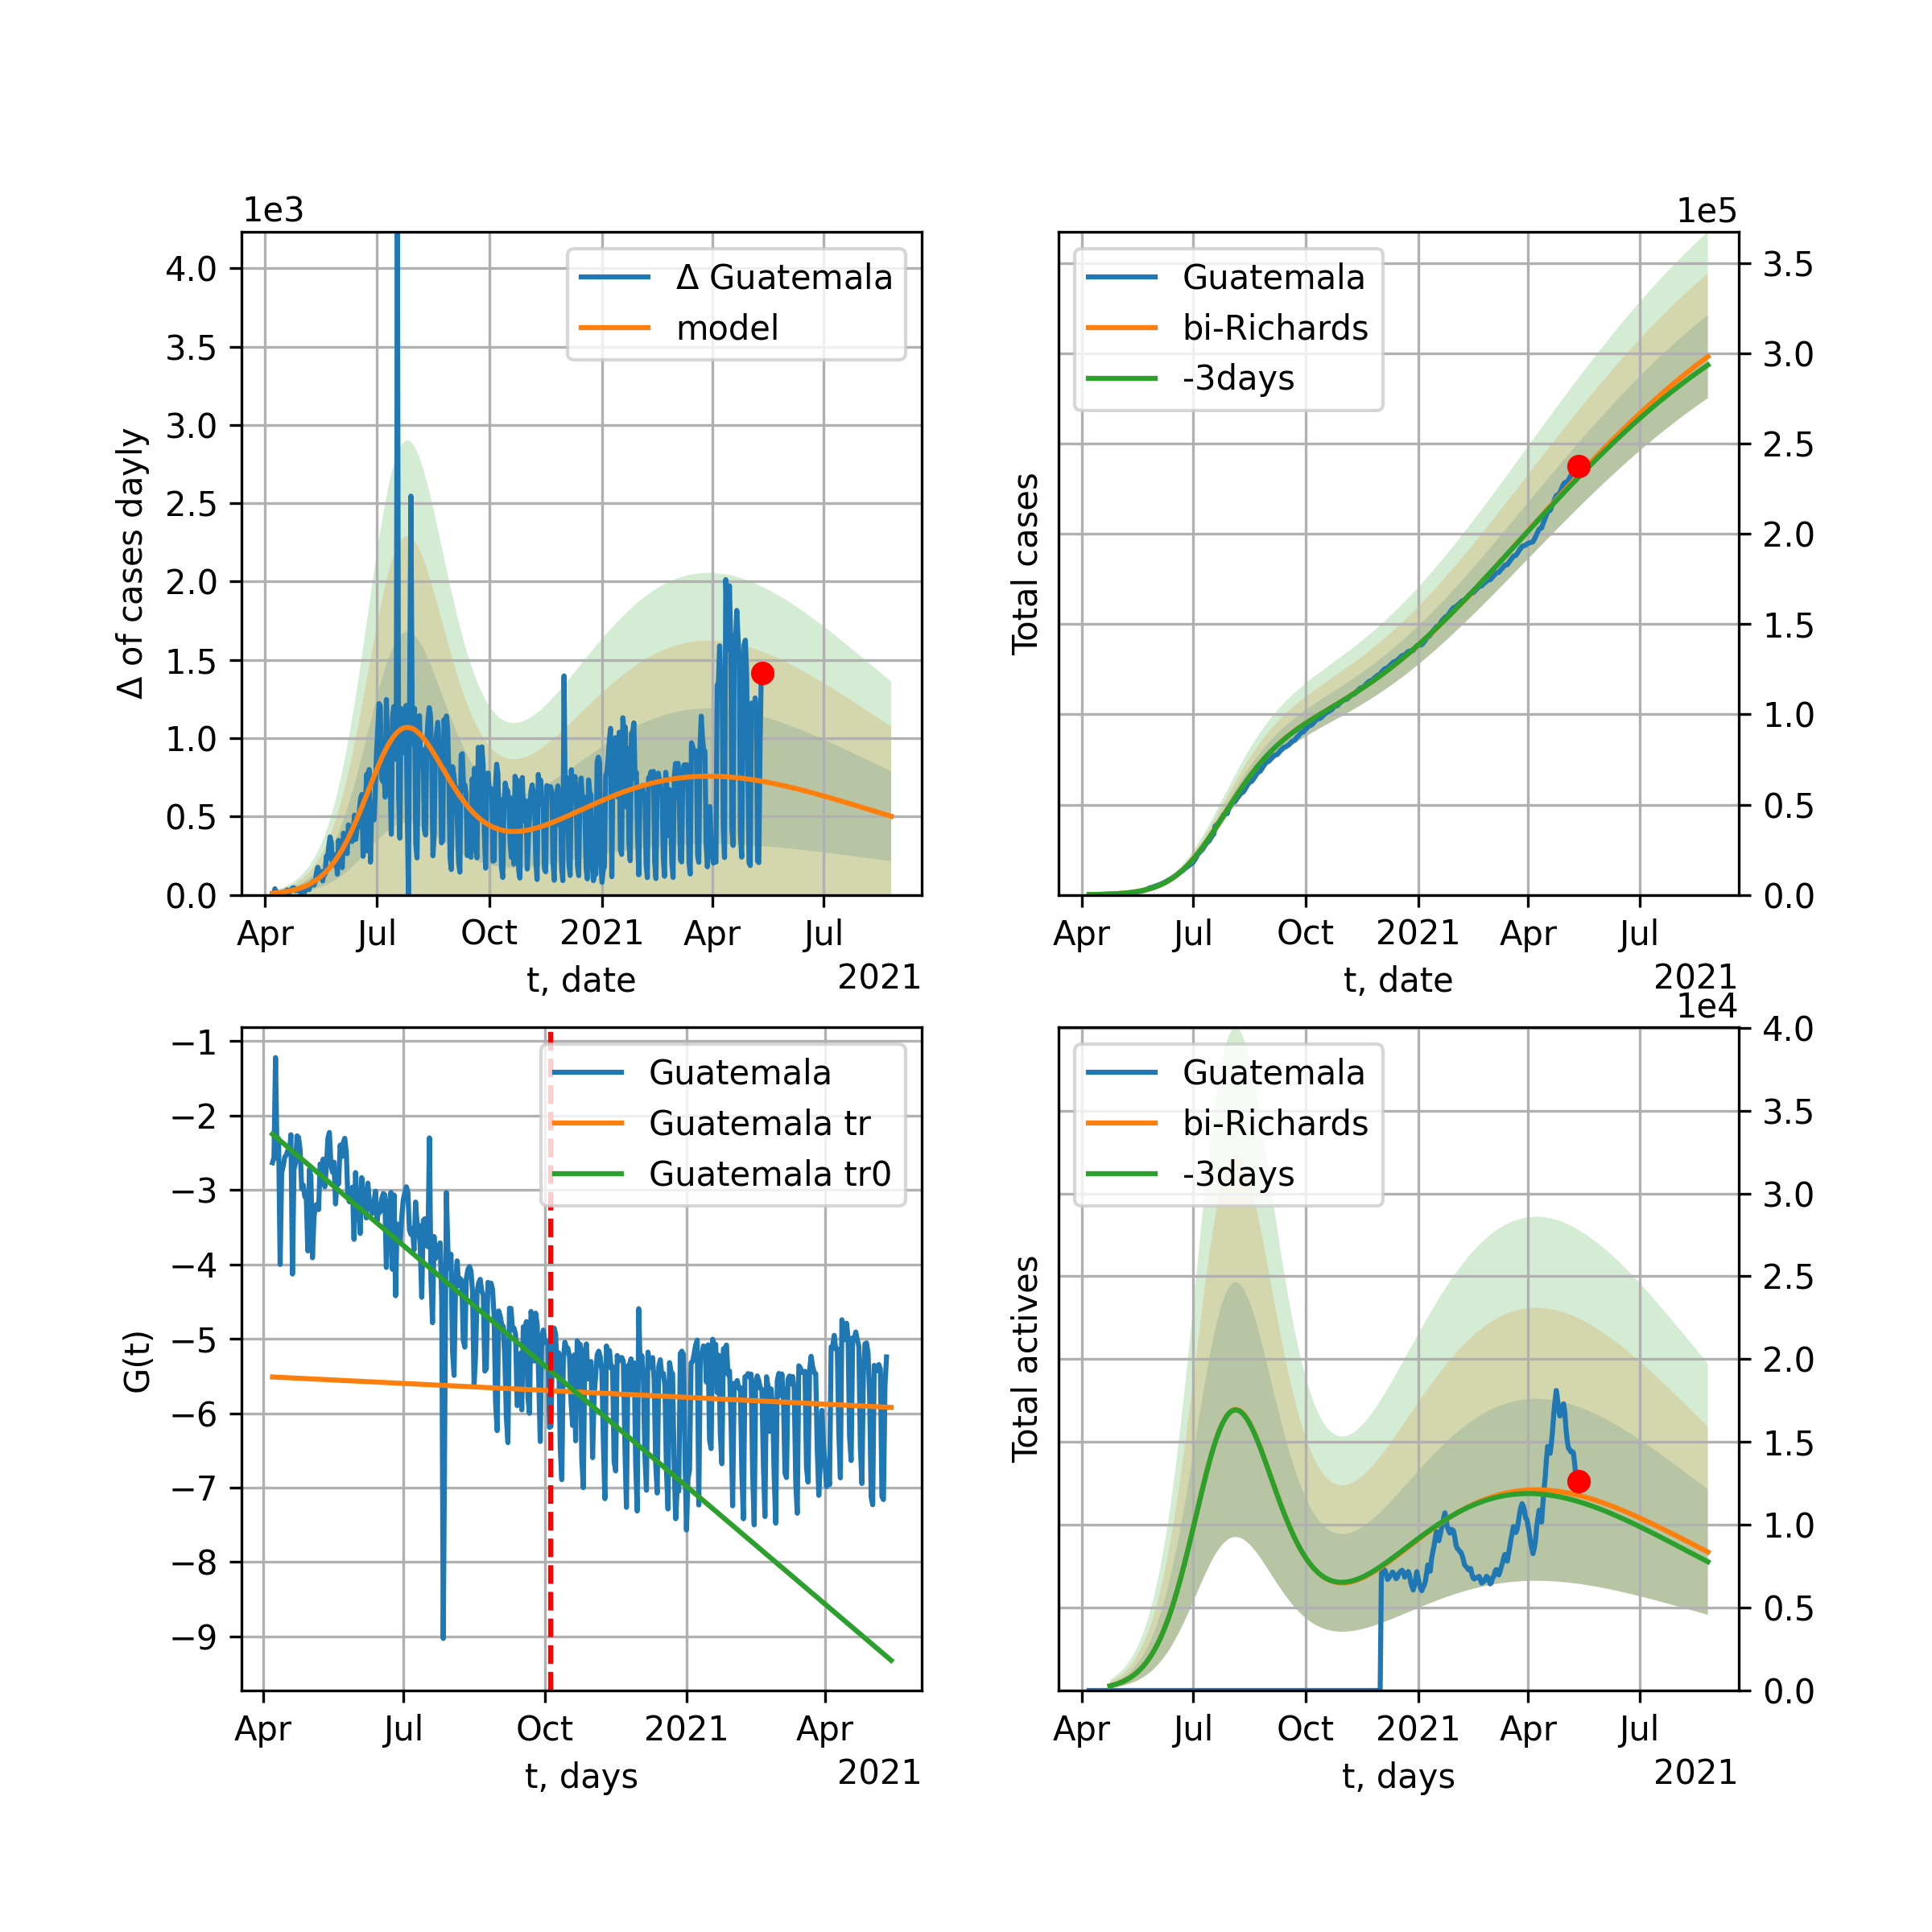 1e3
4.0
3.5
3.0
2.5
2.0
1.5
1.0
0.5
0.0
Δ of cases dayly
Δ Guatemala
model
Apr Jul Oct 2021 Apr Jul
t, date
2021
1e5
Guatemala
bi-Richards
-3days
Total cases
3.5
3.0
2.5
2.0
1.5
1.0
0.5
0.0
Apr Jul Oct 2021 Apr Jul
t, date
2021
−1
−2
−3
−4
−5
−6
−7
−8
−9
G(t)
Guatemala
Guatemala tr
Guatemala tr0
Apr Jul Oct 2021 Apr
t, days
2021
1e4
Guatemala
bi-Richards
-3days
Total actives
4.0
3.5
3.0
2.5
2.0
1.5
1.0
0.5
0.0
Apr Jul Oct 2021 Apr Jul
t, days
2021